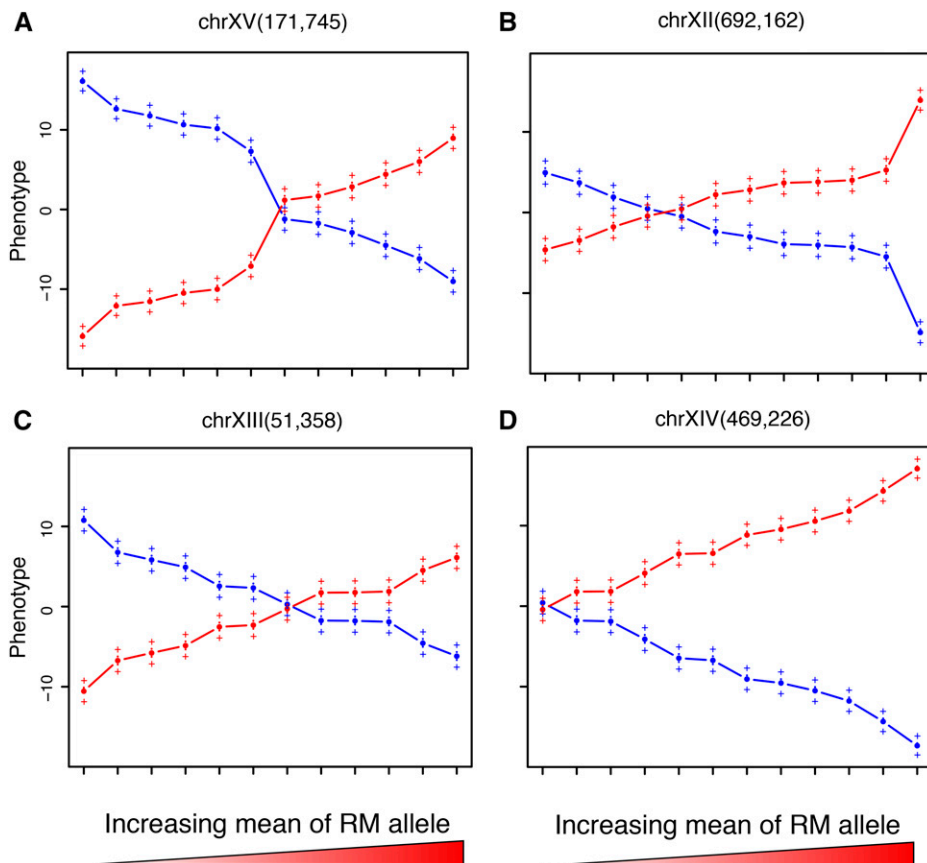 A
chrXV(171,745)
B
chrXII(692,162)
Phenotype
10
0
−10
C
chrXIII(51,358)
D
chrXIV(469,226)
Phenotype
10
0
−10
Increasing mean of RM allele
Increasing mean of RM allele